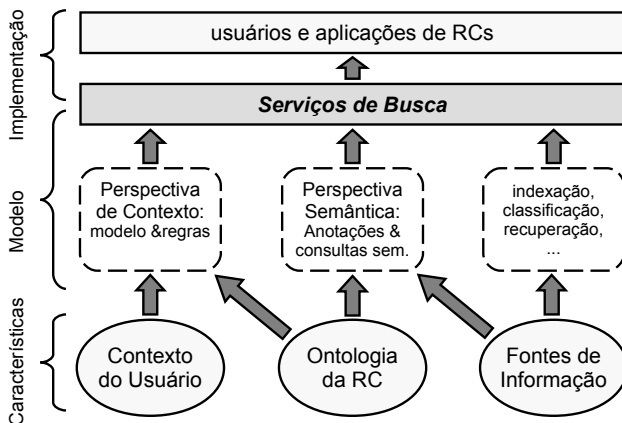 usuários e aplicações de RCs
Serviços de Busca
Implementação
Perspectiva
de Contexto:
modelo &regras
Perspectiva
Semântica:
Anotações &
consultas sem.
indexação,
classificação,
recuperação,
...
Modelo
Contexto
do Usuário
Ontologia
da RC
Fontes de
Informação
Características